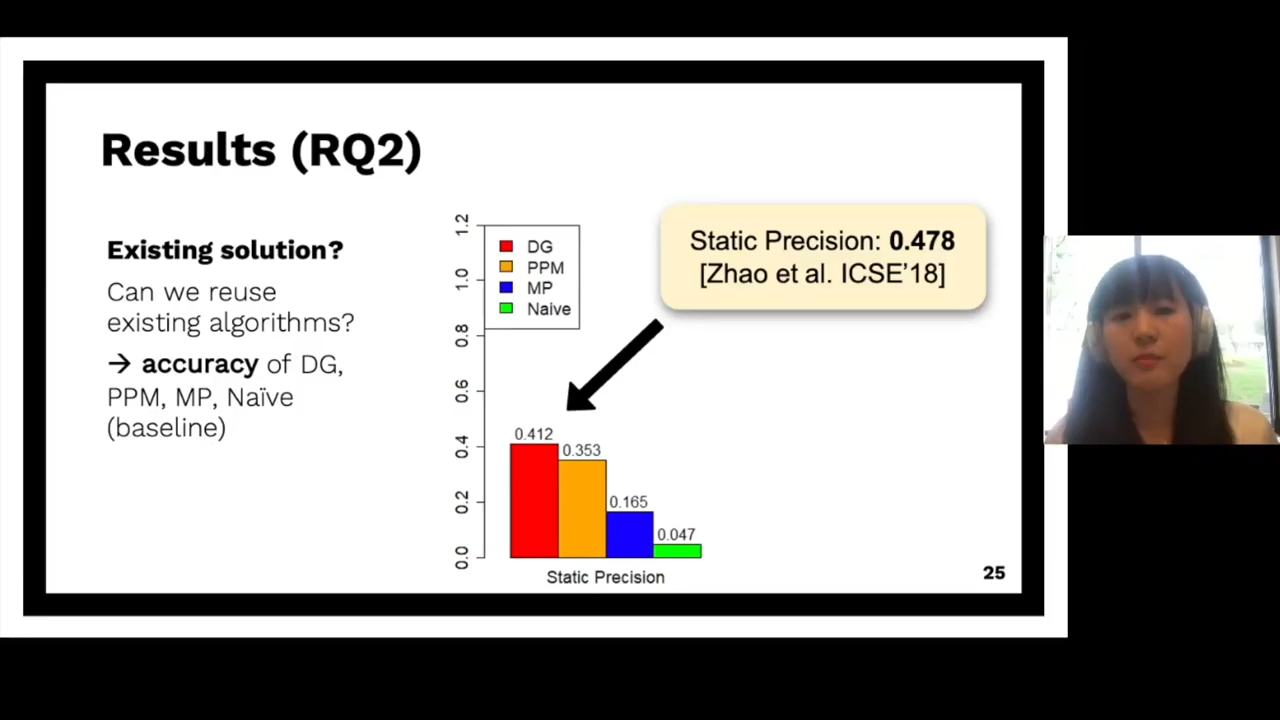 Results (RQ2)
Existing solution?
Can we reuse
existing algorithms?
→ accuracy of DG,
PPM, MP, Naïve
(baseline)
1.2
1.0
0.8
0.6
0.4
0.2
0.0
DG
PPM
MP
Naive
0.412
0.353
0.165
0.047
Static Precision
Static Precision: 0.478
[Zhao et al. ICSE’18]
25